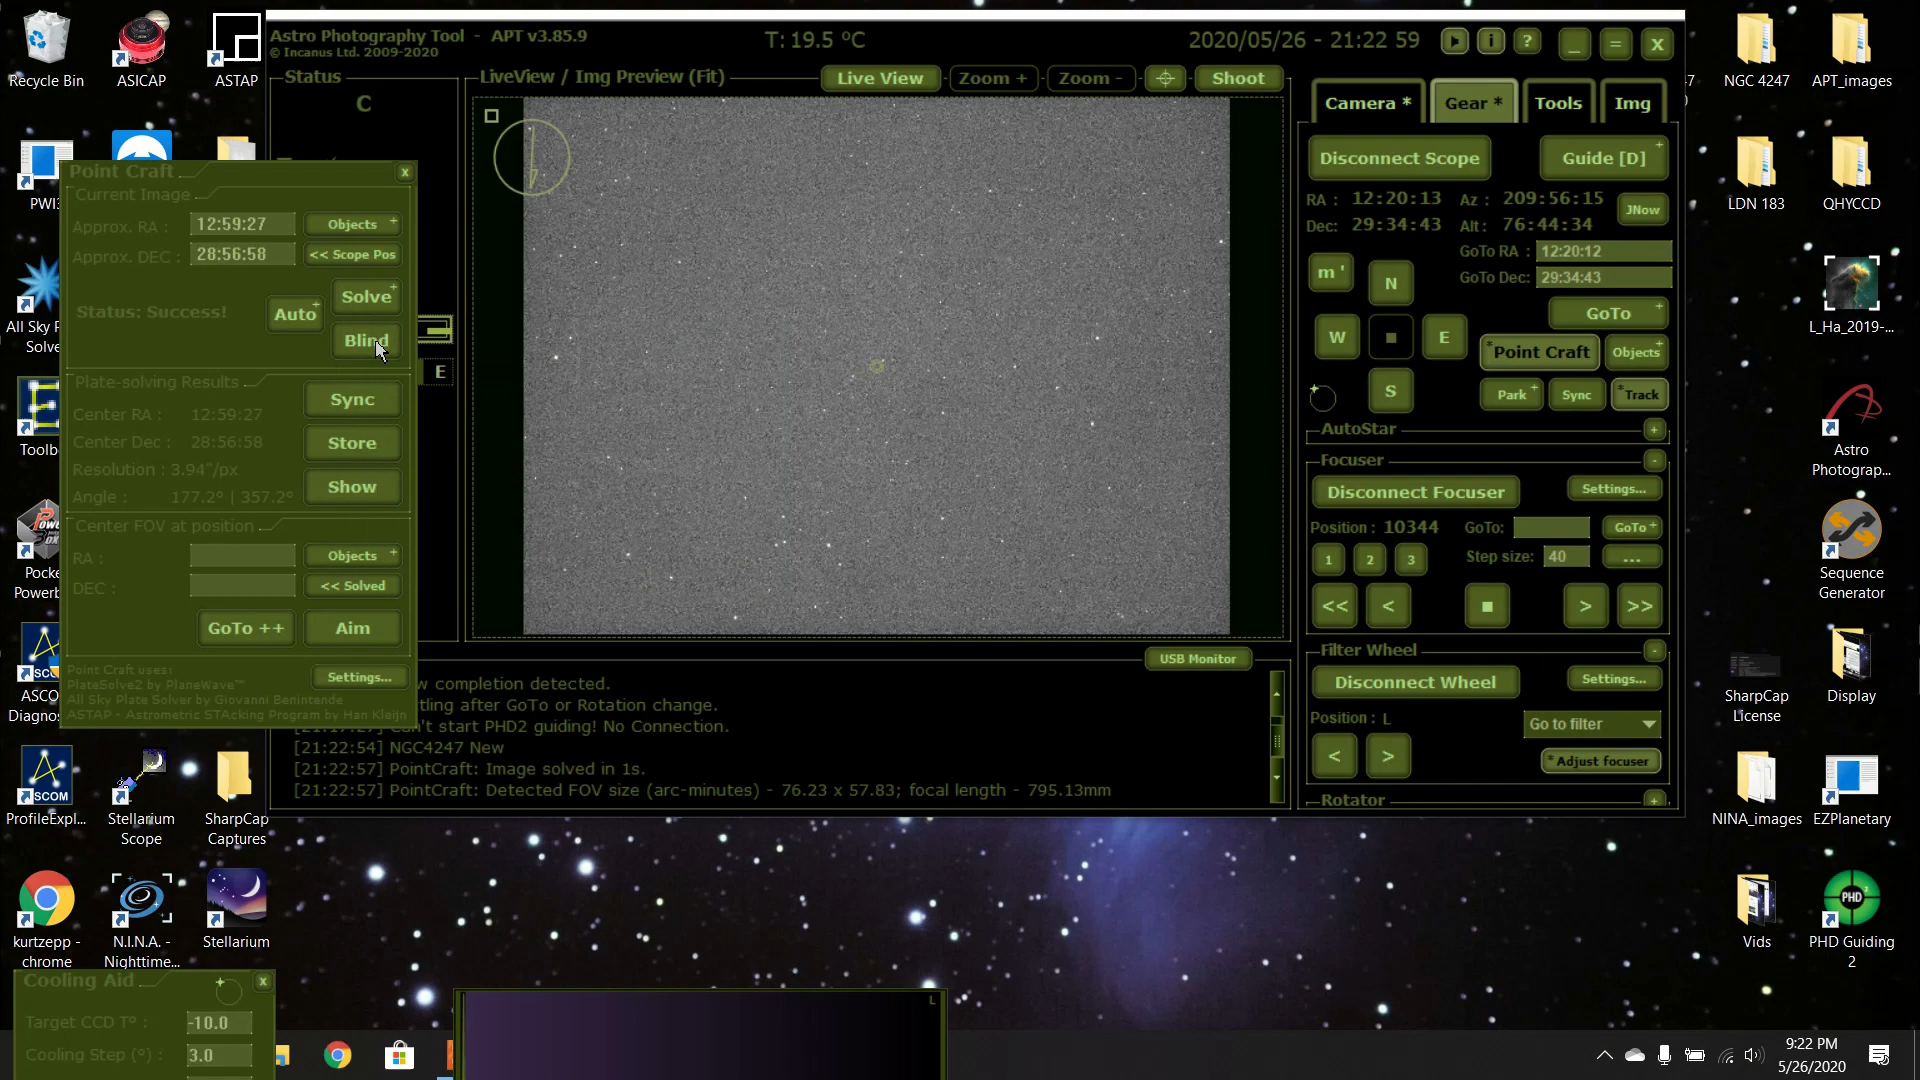 Recycle Bin
ASICAP
ASTAP
PWI3
All Sky P
Solve
Toolb
Pocke
Powerb
ASCO
Diagnos
ProfileExpl...
Stellarium
Scope
SharpCap
Captures
kurtzepp -
chrome
N.I.N.A. -
Nighttime...
Stellarium
Astro Photography Tool - APT v3.85.9
© Incanus Ltd. 2009-2020
T: 19.5 °C
2020/05/26 - 21:22 59
i
?
_
=
X
Status
C
E
LiveView / Img Preview (Fit)
Live View
Zoom +
Zoom -
Shoot
Point Craft
x
Current Image
Approx. RA :
12:59:27
Objects +
Approx. DEC :
28:56:58
<< Scope Pos
Status: Success!
Auto +
Solve +
Blind
Plate-solving Results
Center RA :
12:59:27
Sync
Center Dec :
28:56:58
Store
Resolution : 3.94"/px
Angle :
177.2° | 357.2°
Show
Center FOV at position
RA :
Objects +
DEC :
<< Solved
GoTo ++
Aim
Point Craft uses:
Settings...
PlateSolve2 by PlaneWave™
All Sky Plate Solver by Giovanni Benintende
ASTAP - Astrometric STAcking Program by Han Kleijn
USB Monitor
w completion detected.
tling after GoTo or Rotation change.
't start PHD2 guiding! No Connection.
[21:22:54] NGC4247 New
[21:22:57] PointCraft: Image solved in 1s.
[21:22:57] PointCraft: Detected FOV size (arc-minutes) - 76.23 x 57.83; focal length - 795.13mm
Camera *
Gear *
Tools
Img
Disconnect Scope
Guide [D] +
RA : 12:20:13
Az : 209:56:15
JNow
Dec: 29:34:43
Alt: 76:44:34
GoTo RA : 12:20:12
GoTo Dec: 29:34:43
m '
N
W
E
S
GoTo +
*Point Craft
Objects +
Park +
Sync
*Track
AutoStar
+
Focuser
-
Disconnect Focuser
Settings...
Position : 10344
GoTo:
GoTo +
1
2
3
Step size: 40
...
<<
<
>
>>
Filter Wheel
-
Disconnect Wheel
Settings...
Position : L
Go to filter
<
>
* Adjust focuser
Rotator
+
NGC 4247
APT_images
LDN 183
QHYCCD
L_Ha_2019-...
Astro
Photograp...
Sequence
Generator
SharpCap
License
Display
NINA_images
EZPlanetary
PHD
Vids
PHD Guiding
2
Cooling Aid
x
Target CCD T° :
-10.0
Cooling Step (°) :
3.0
L
9:22 PM
5/26/2020